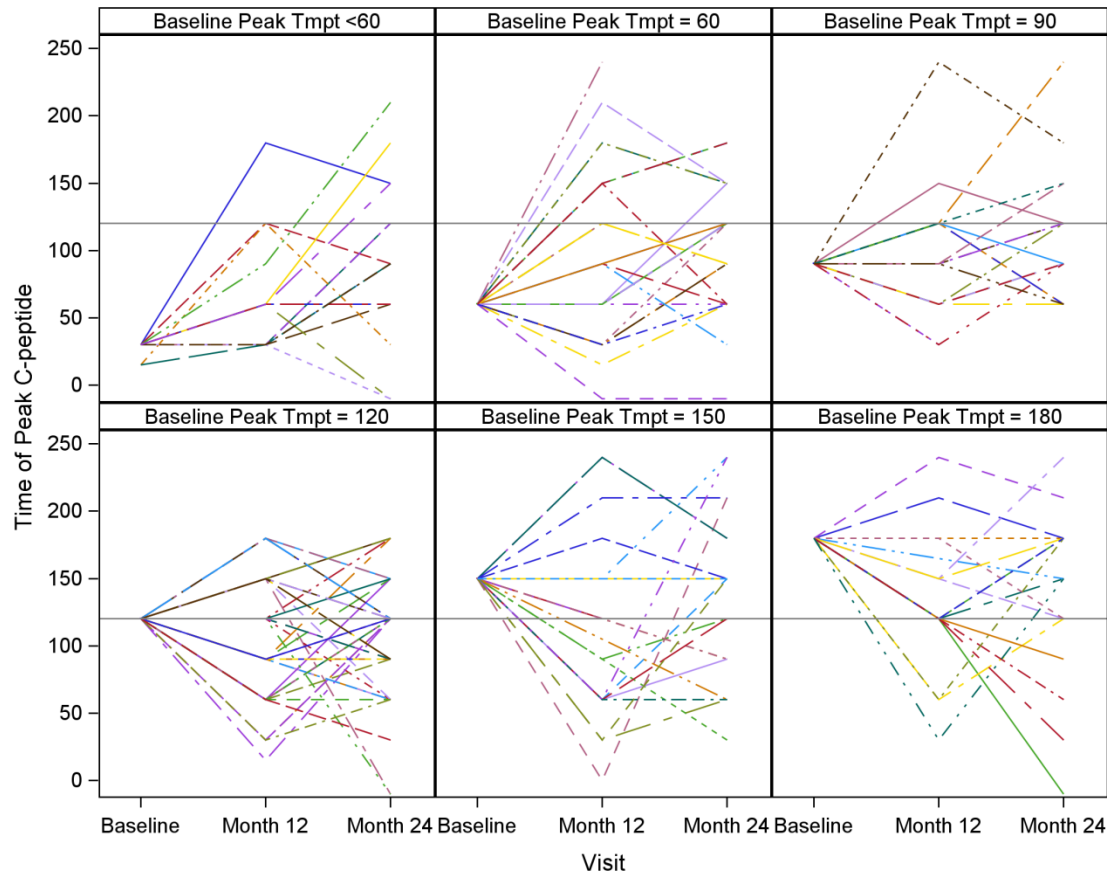 Baseline Peak Tmpt <60
Baseline Peak Tmpt = 60
Baseline Peak Tmpt = 90
250
200
150
100
50
0
Baseline Peak Tmpt = 120
Baseline Peak Tmpt = 150
Baseline Peak Tmpt = 180
250
200
150
100
50
0
Time of Peak C-peptide
Baseline Month 12 Month 24 Baseline Month 12 Month 24 Baseline Month 12 Month 24
Visit